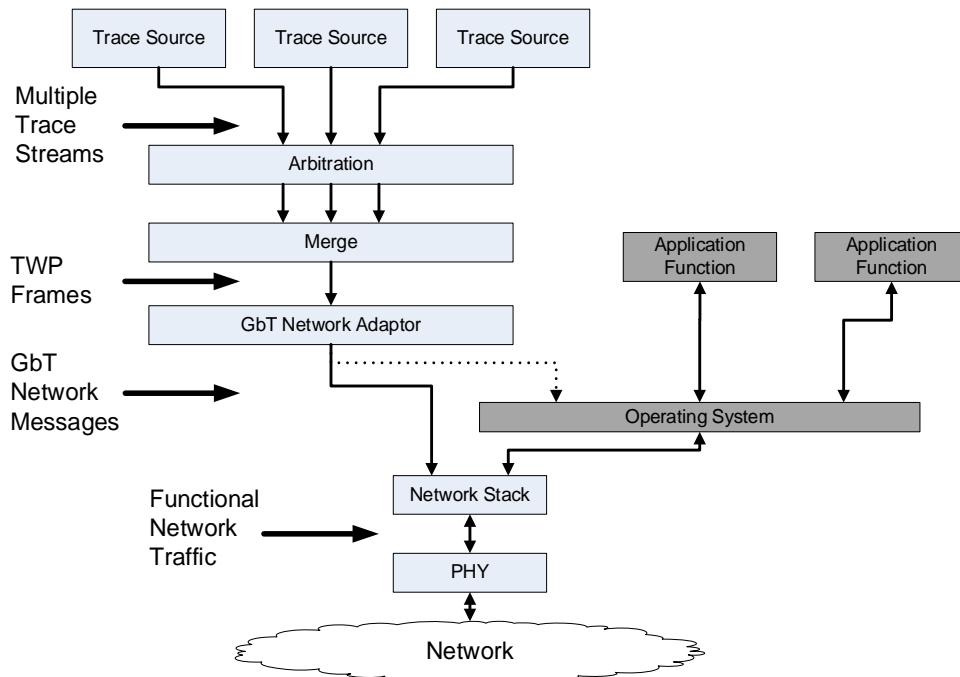 Trace Source
Trace Source
Trace Source
Multiple
Trace
Streams
Arbitration
Merge
Application
Function
Application
Function
TWP
Frames
GbT Network Adaptor
GbT
Network
Messages
Operating System
Network Stack
Functional
Network
Traffic
PHY
Network